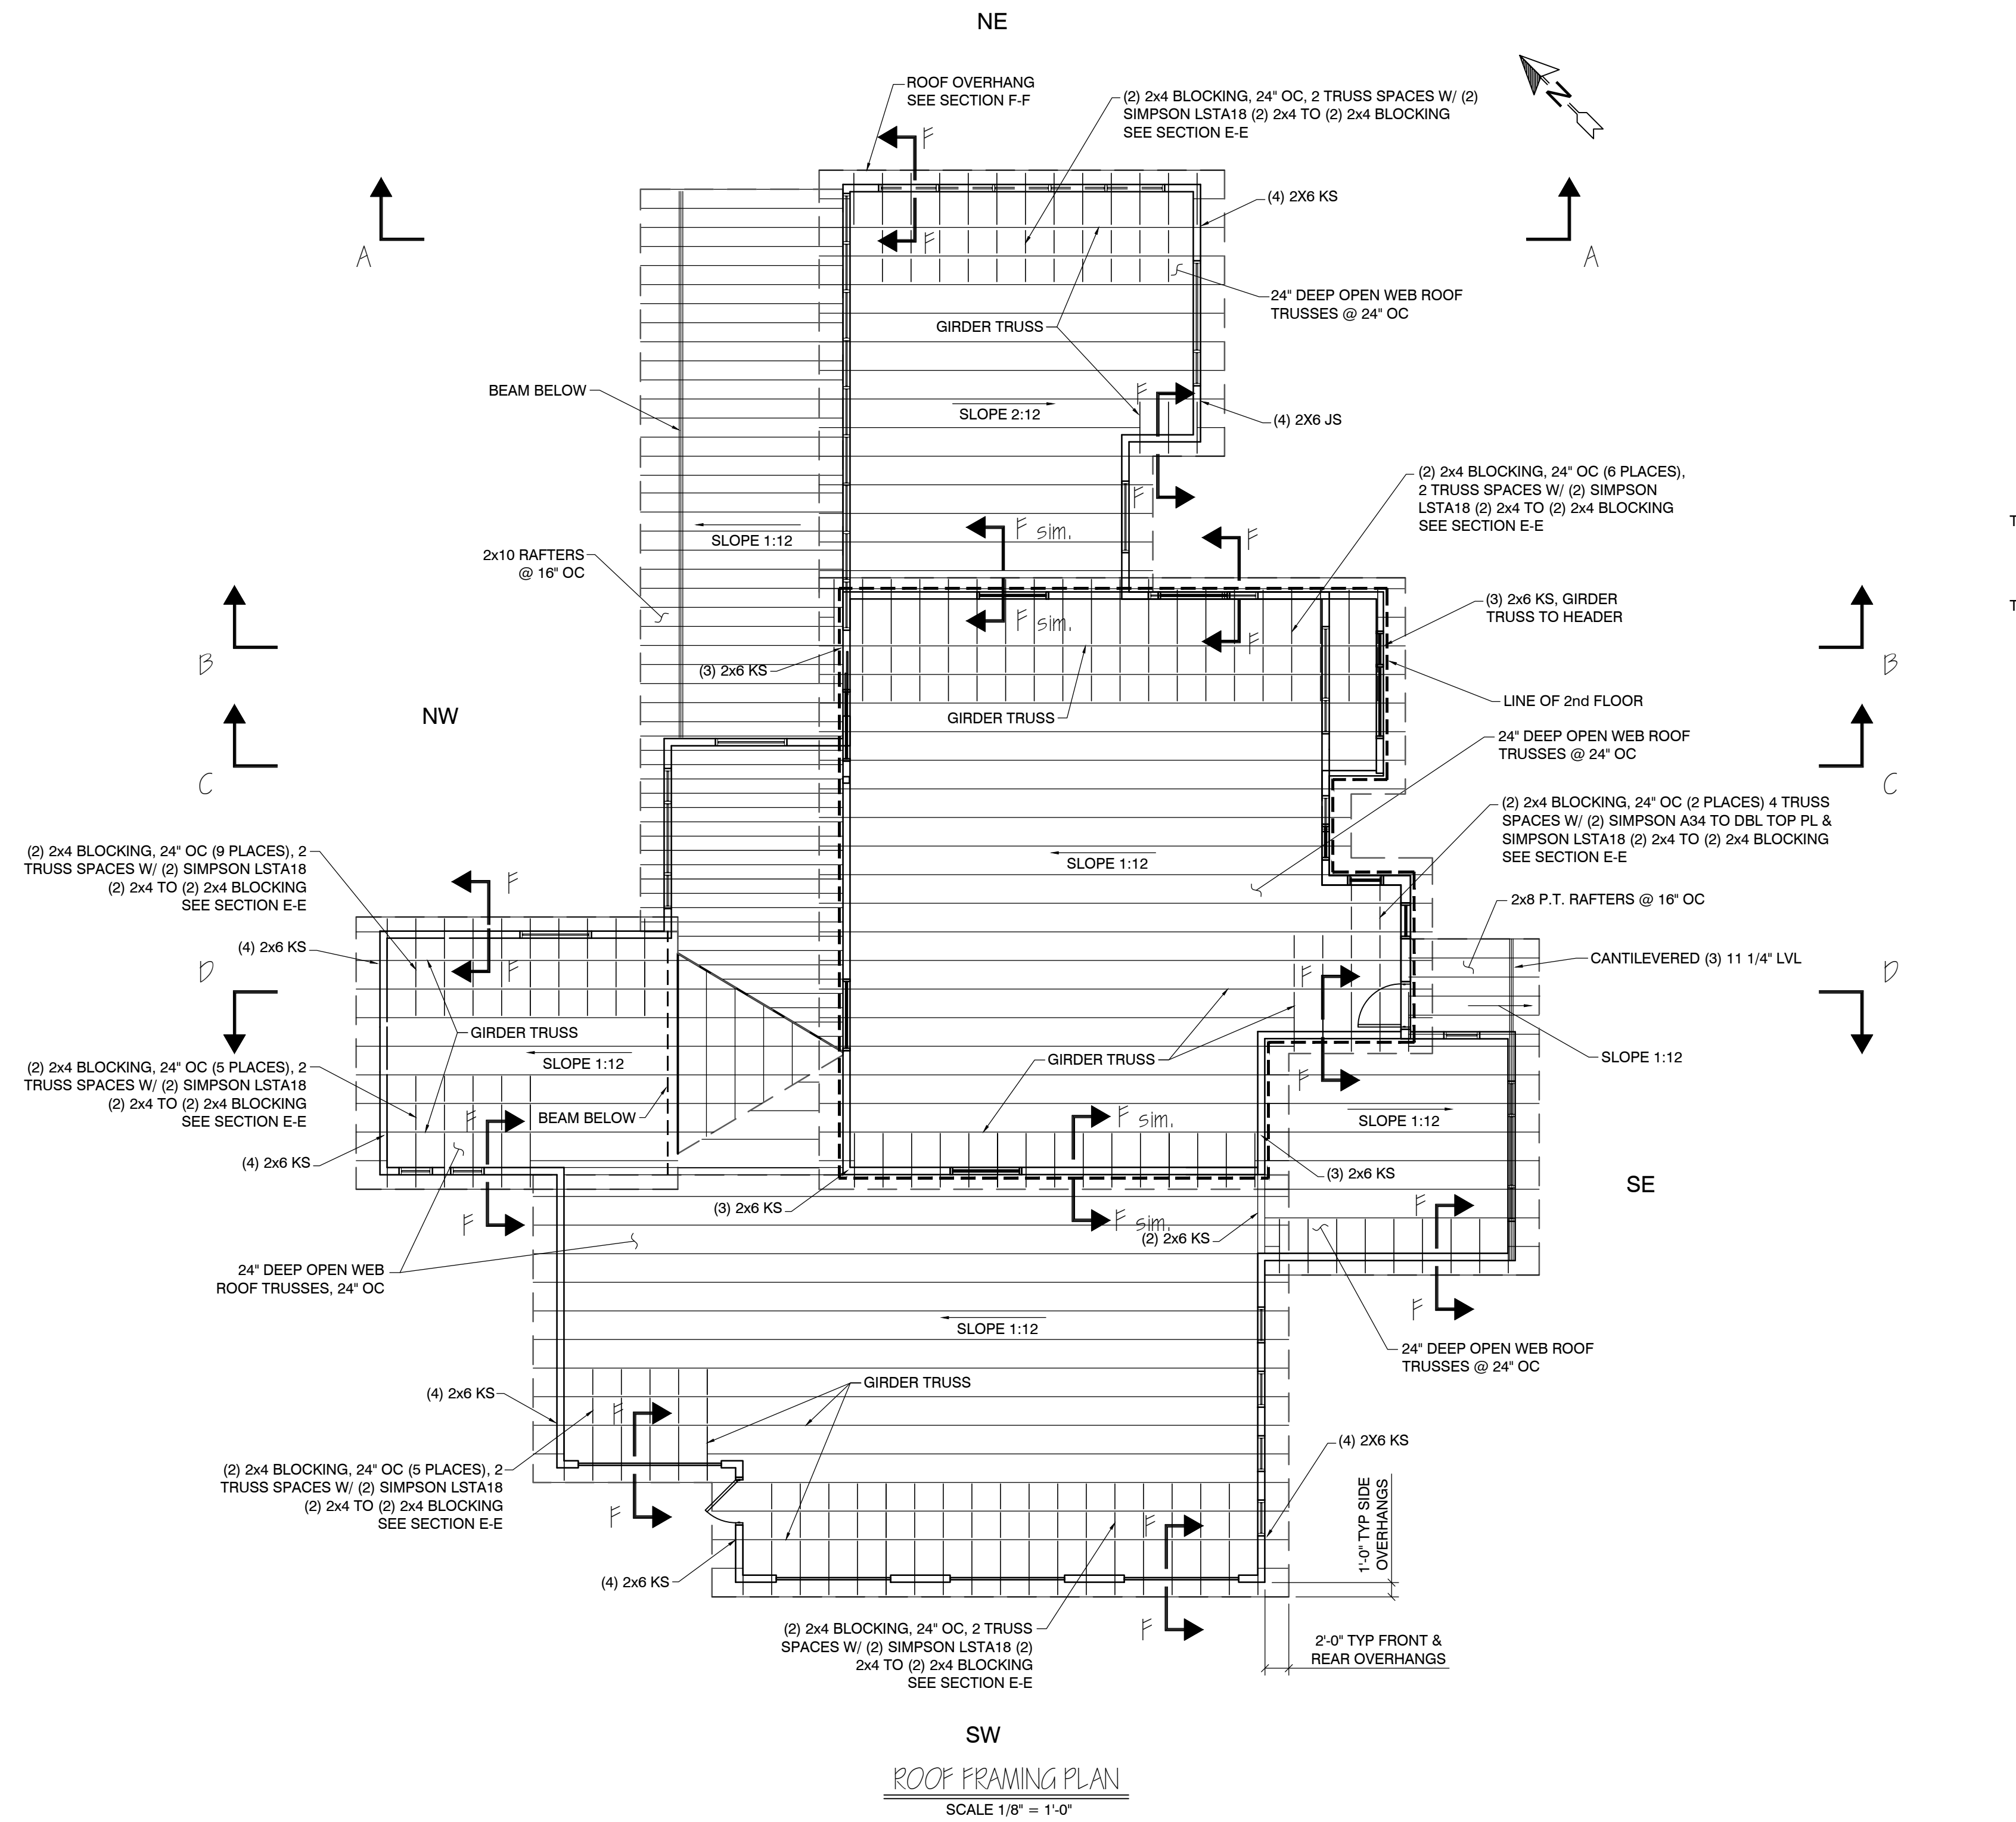 NE
ROOF OVERHANG
SEE SECTION F-F
(2) 2x4 BLOCKING, 24" OC, 2 TRUSS SPACES W/ (2)
SIMPSON LSTA18 (2) 2x4 TO (2) 2x4 BLOCKING
SEE SECTION E-E
N
F
(4) 2X6 KS
F
A
A
24" DEEP OPEN WEB ROOF
TRUSSES @ 24" OC
GIRDER TRUSS
BEAM BELOW
F
SLOPE 2:12
(4) 2X6 JS
(2) 2x4 BLOCKING, 24" OC (6 PLACES),
2 TRUSS SPACES W/ (2) SIMPSON
LSTA18 (2) 2x4 TO (2) 2x4 BLOCKING
SEE SECTION E-E
F
F sim.
F
SLOPE 1:12
2x10 RAFTERS
@ 16" OC
(3) 2x6 KS, GIRDER
TRUSS TO HEADER
F sim.
F
B
B
(3) 2x6 KS
LINE OF 2nd FLOOR
NW
GIRDER TRUSS
24" DEEP OPEN WEB ROOF
TRUSSES @ 24" OC
C
C
(2) 2x4 BLOCKING, 24" OC (2 PLACES) 4 TRUSS
SPACES W/ (2) SIMPSON A34 TO DBL TOP PL &
SIMPSON LSTA18 (2) 2x4 TO (2) 2x4 BLOCKING
SEE SECTION E-E
(2) 2x4 BLOCKING, 24" OC (9 PLACES), 2
TRUSS SPACES W/ (2) SIMPSON LSTA18
(2) 2x4 TO (2) 2x4 BLOCKING
SEE SECTION E-E
SLOPE 1:12
F
2x8 P.T. RAFTERS @ 16" OC
(4) 2x6 KS
CANTILEVERED (3) 11 1/4" LVL
D
F
F
D
GIRDER TRUSS
SLOPE 1:12
GIRDER TRUSS
SLOPE 1:12
(2) 2x4 BLOCKING, 24" OC (5 PLACES), 2
TRUSS SPACES W/ (2) SIMPSON LSTA18
(2) 2x4 TO (2) 2x4 BLOCKING
SEE SECTION E-E
F
F
BEAM BELOW
F sim.
SLOPE 1:12
(4) 2x6 KS
(3) 2x6 KS
SE
(3) 2x6 KS
F
F sim.
F
(2) 2x6 KS
24" DEEP OPEN WEB
ROOF TRUSSES, 24" OC
F
SLOPE 1:12
24" DEEP OPEN WEB ROOF
TRUSSES @ 24" OC
GIRDER TRUSS
(4) 2x6 KS
F
(4) 2X6 KS
(2) 2x4 BLOCKING, 24" OC (5 PLACES), 2
TRUSS SPACES W/ (2) SIMPSON LSTA18
(2) 2x4 TO (2) 2x4 BLOCKING
SEE SECTION E-E
F
F
1'-0" TYP SIDE
OVERHANGS
(4) 2x6 KS
(2) 2x4 BLOCKING, 24" OC, 2 TRUSS
SPACES W/ (2) SIMPSON LSTA18 (2)
2x4 TO (2) 2x4 BLOCKING
SEE SECTION E-E
F
2'-0" TYP FRONT &
REAR OVERHANGS
SW
ROOF FRAMING PLAN
SCALE 1/8" = 1'-0"